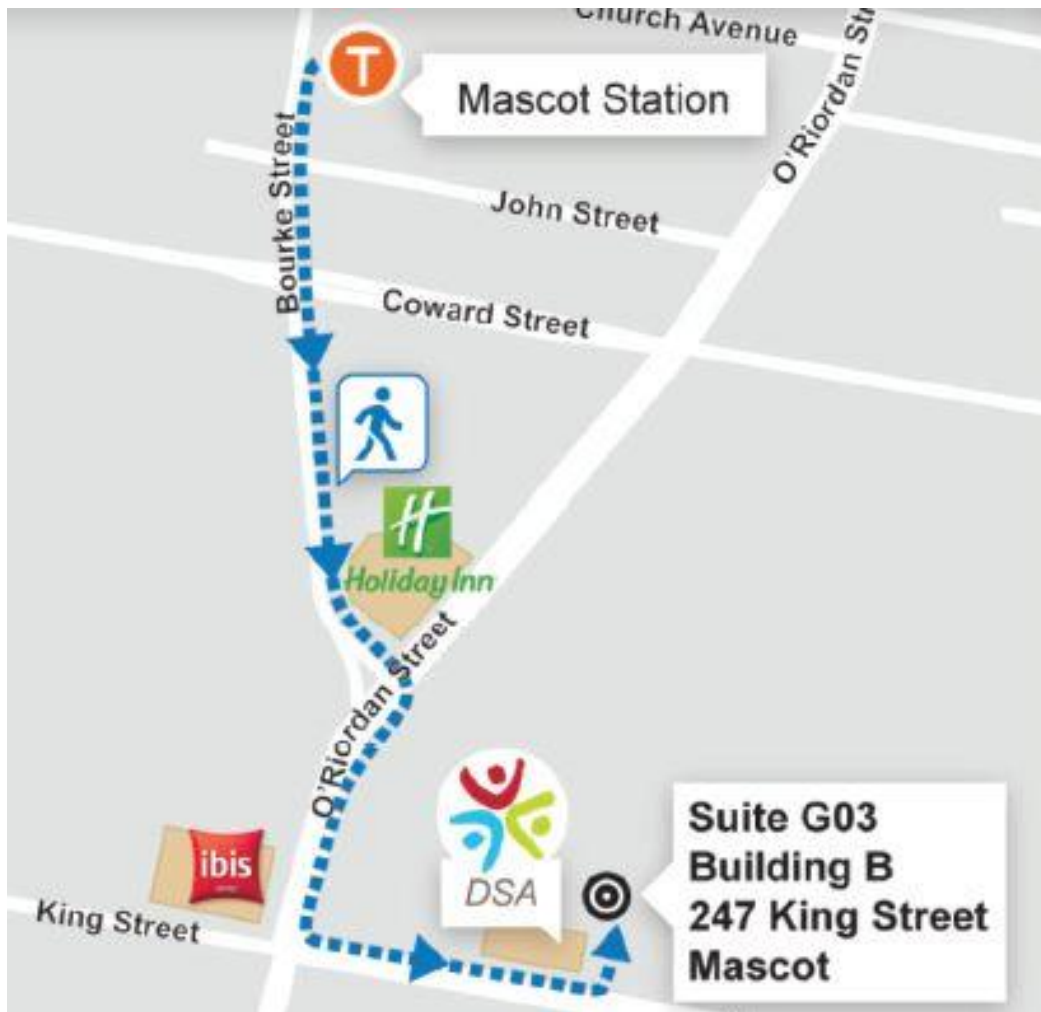 Church Avenue
T
Mascot Station
O'Riordan Str
Bourke Street
John Street
Coward Street
H
Holiday Inn
O'Riordan Street
ibis
DSA
King Street
Suite G03
Building B
247 King Street
Mascot